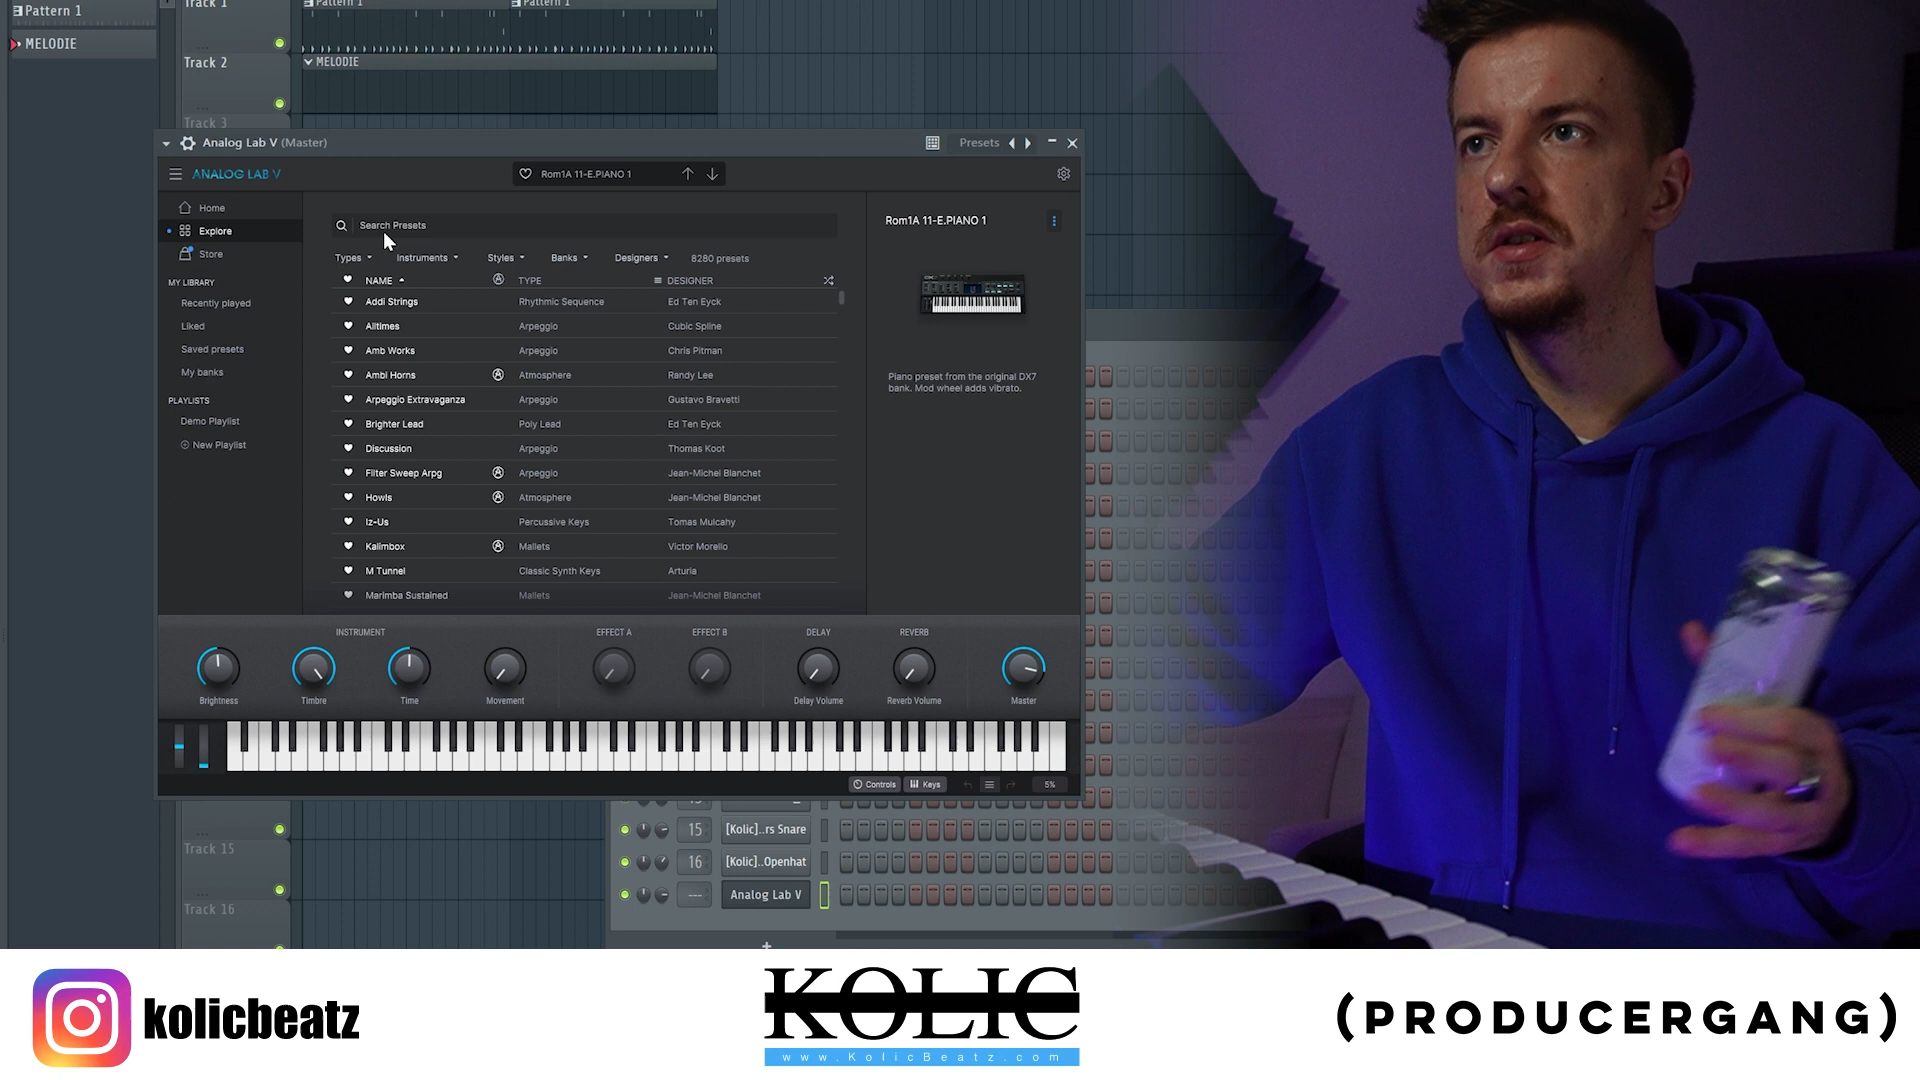 Pattern 1
MELODIE
Track 1
Pattern 1
Pattern 1
Track 2
MELODIE
Track 3
Analog Lab V (Master)
Presets
ANALOG LAB V
Rom1A 11-E.PIANO 1
Home
Explore
Store
MY LIBRARY
Recently played
Liked
Saved presets
My banks
PLAYLISTS
Demo Playlist
New Playlist
Search Presets
Types
Instruments
Styles
Banks
Designers
8280 presets
NAME TYPE DESIGNER
Addi Strings Rhythmic Sequence Ed Ten Eyck
Alltimes Arpeggio Cubic Spline
Amb Works Arpeggio Chris Pitman
Ambi Horns Atmosphere Randy Lee
Arpeggio Extravaganza Arpeggio Gustavo Bravetti
Brighter Lead Poly Lead Ed Ten Eyck
Discussion Arpeggio Thomas Koot
Filter Sweep Arpg Arpeggio Jean-Michel Blanchet
Howls Atmosphere Jean-Michel Blanchet
Iz-Us Percussive Keys Tomas Mulcahy
Kalimbox Mallets Victor Morello
M Tunnel Classic Synth Keys Arturia
Marimba Sustained Mallets Jean-Michel Blanchet
Rom1A 11-E.PIANO 1
Piano preset from the original DX7
bank. Mod wheel adds vibrato.
INSTRUMENT
EFFECT A
EFFECT B
DELAY
REVERB
Brightness
Timbre
Time
Movement
Delay Volume
Reverb Volume
Master
Controls
Keys
5%
Track 15
Track 16
15 [Kolic]..rs Snare
16 [Kolic]..Openhat
--- Analog Lab V
kolicbeatz
KOLIC
www.KolicBeatz.com
(PRODUCERGANG)